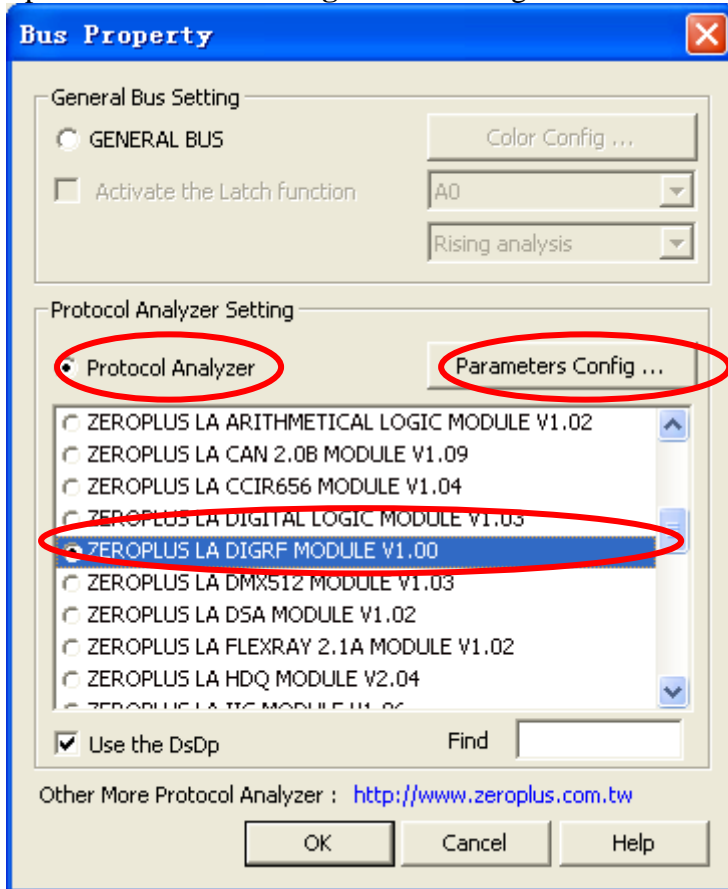 Bus Property
General Bus Setting
GENERAL BUS
Color Config ...
Activate the Latch function
A0
Rising analysis
Protocol Analyzer Setting
Protocol Analyzer
Parameters Config ...
ZEROPLUS LA ARITHMETICAL LOGIC MODULE V1.02
ZEROPLUS LA CAN 2.0B MODULE V1.09
ZEROPLUS LA CCIR656 MODULE V1.04
ZEROPLUS LA DIGITAL LOGIC MODULE V1.03
ZEROPLUS LA DIGRF MODULE V1.00
ZEROPLUS LA DMX512 MODULE V1.03
ZEROPLUS LA DSA MODULE V1.02
ZEROPLUS LA FLEXRAY 2.1A MODULE V1.02
ZEROPLUS LA HDQ MODULE V2.04
Use the DsDp
Find
Other More Protocol Analyzer : http://www.zeroplus.com.tw
OK
Cancel
Help